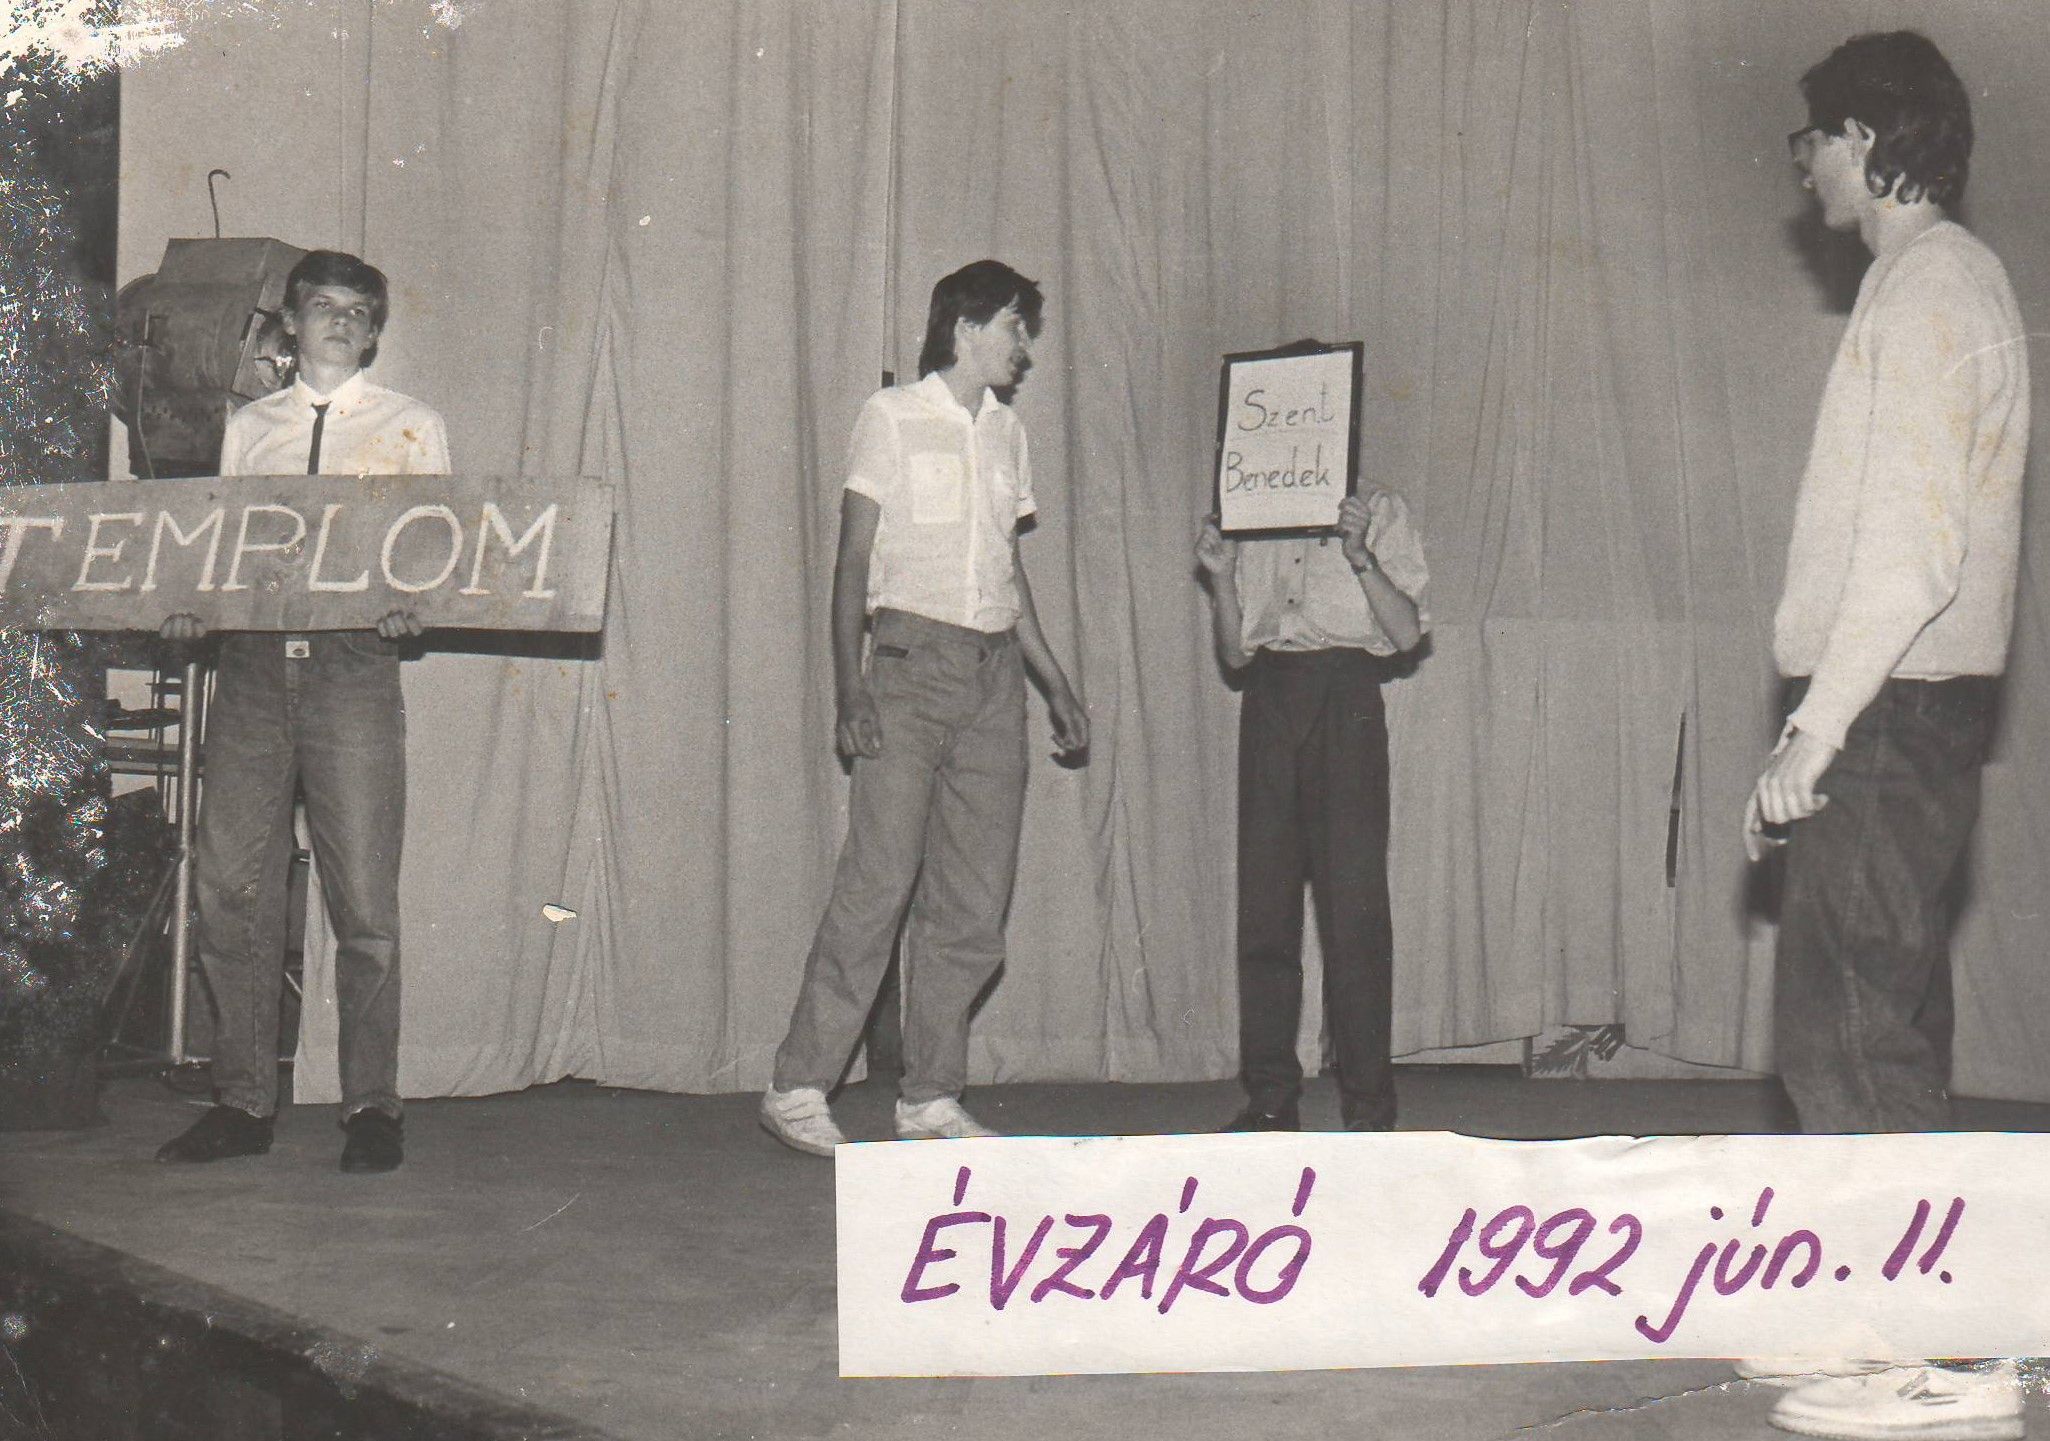 TEMPLOM
Szent
Benedek
ÉVZÁRÓ 1992 jún. 11.